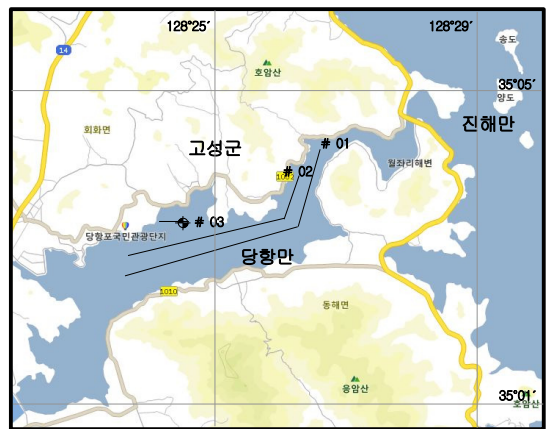 128°25′
128°29′
송도
14
호암산
35°05′
양도
진해만
회화면
고성군
# 01
월좌리해변
# 02
# 03
당항포국민관광단지
당항만
1010
동해면
응암산
35°01′
호암산